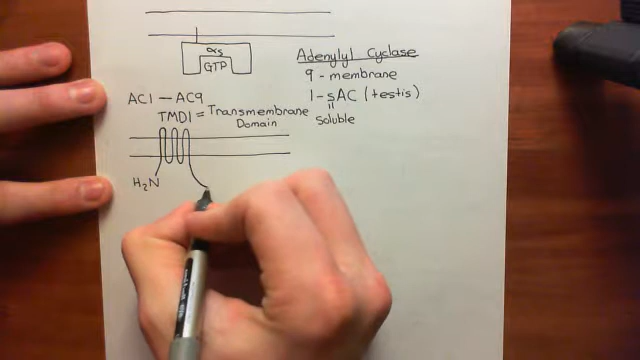 αs
GTP
Adenylyl Cyclase
9 - membrane
1 - sAC (testis)
soluble
AC1 — AC9
TMD1 = Transmembrane
Domain
H₂N